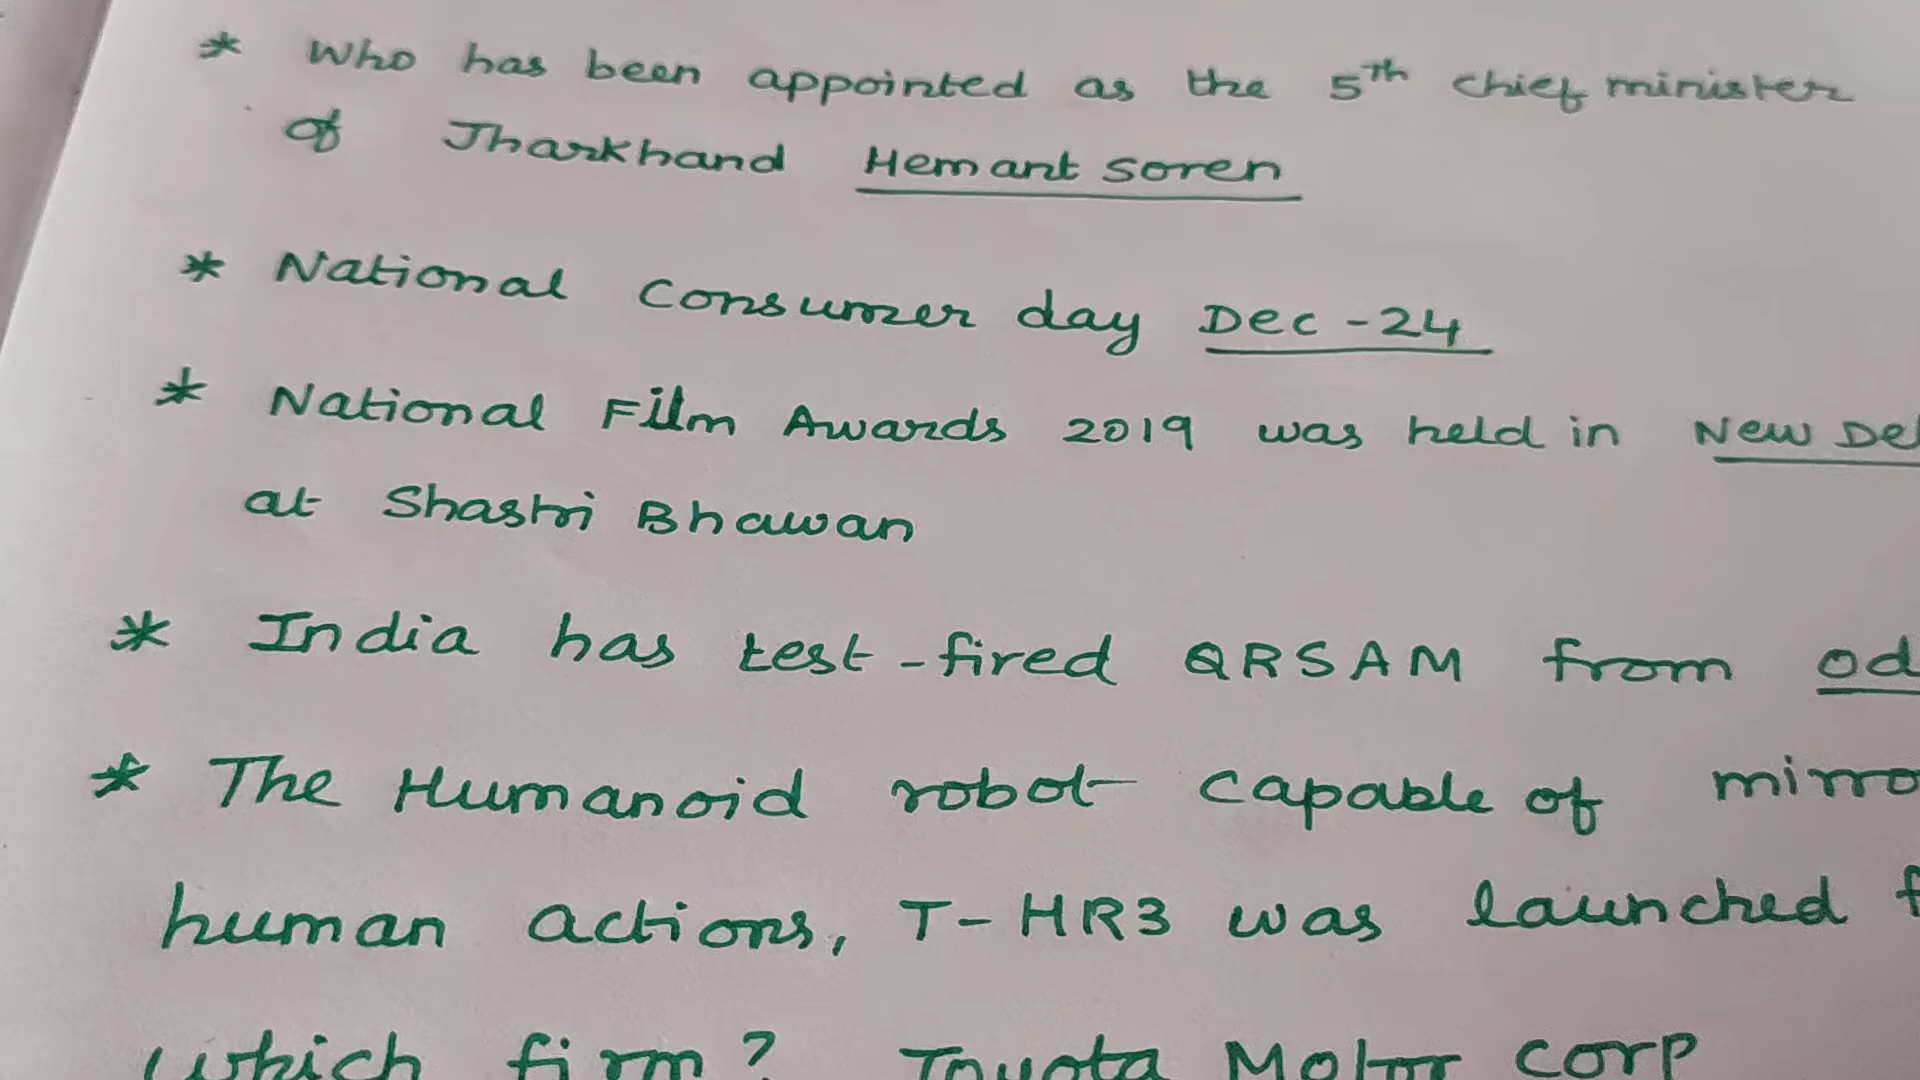 * Who has been appointed as the 5th chief minister
of Jharkhand Hemant Soren
* National Consumer day Dec-24
* National Film Awards 2019 was held in New Del
at Shastri Bhawan
* India has test-fired QRSAM from od
* The Humanoid robot capable of mirro
human actions, T-HR3 was launched f
which firm? Toyota Motor corp